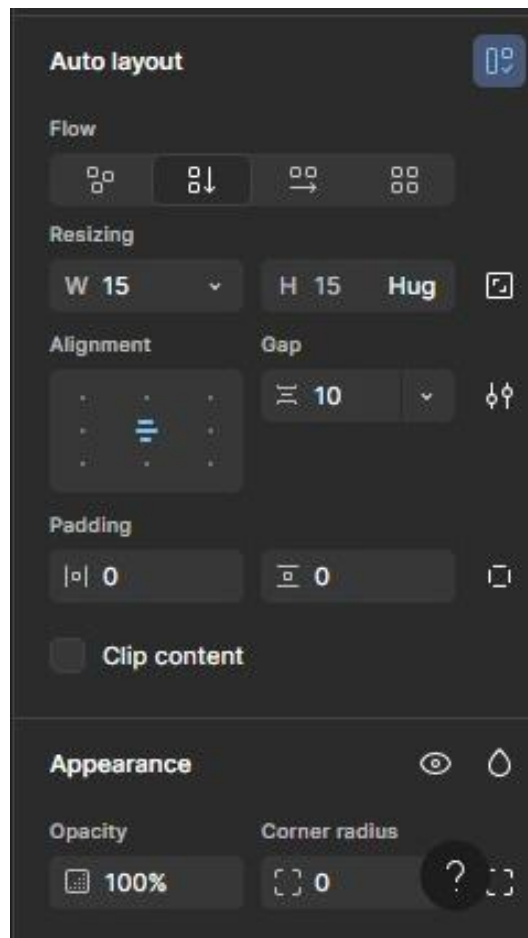 Auto layout
Flow
Resizing
W 15 H 15 Hug
Alignment Gap
10
Padding
0 0
Clip content
Appearance
Opacity Corner radius
100% 0 ?